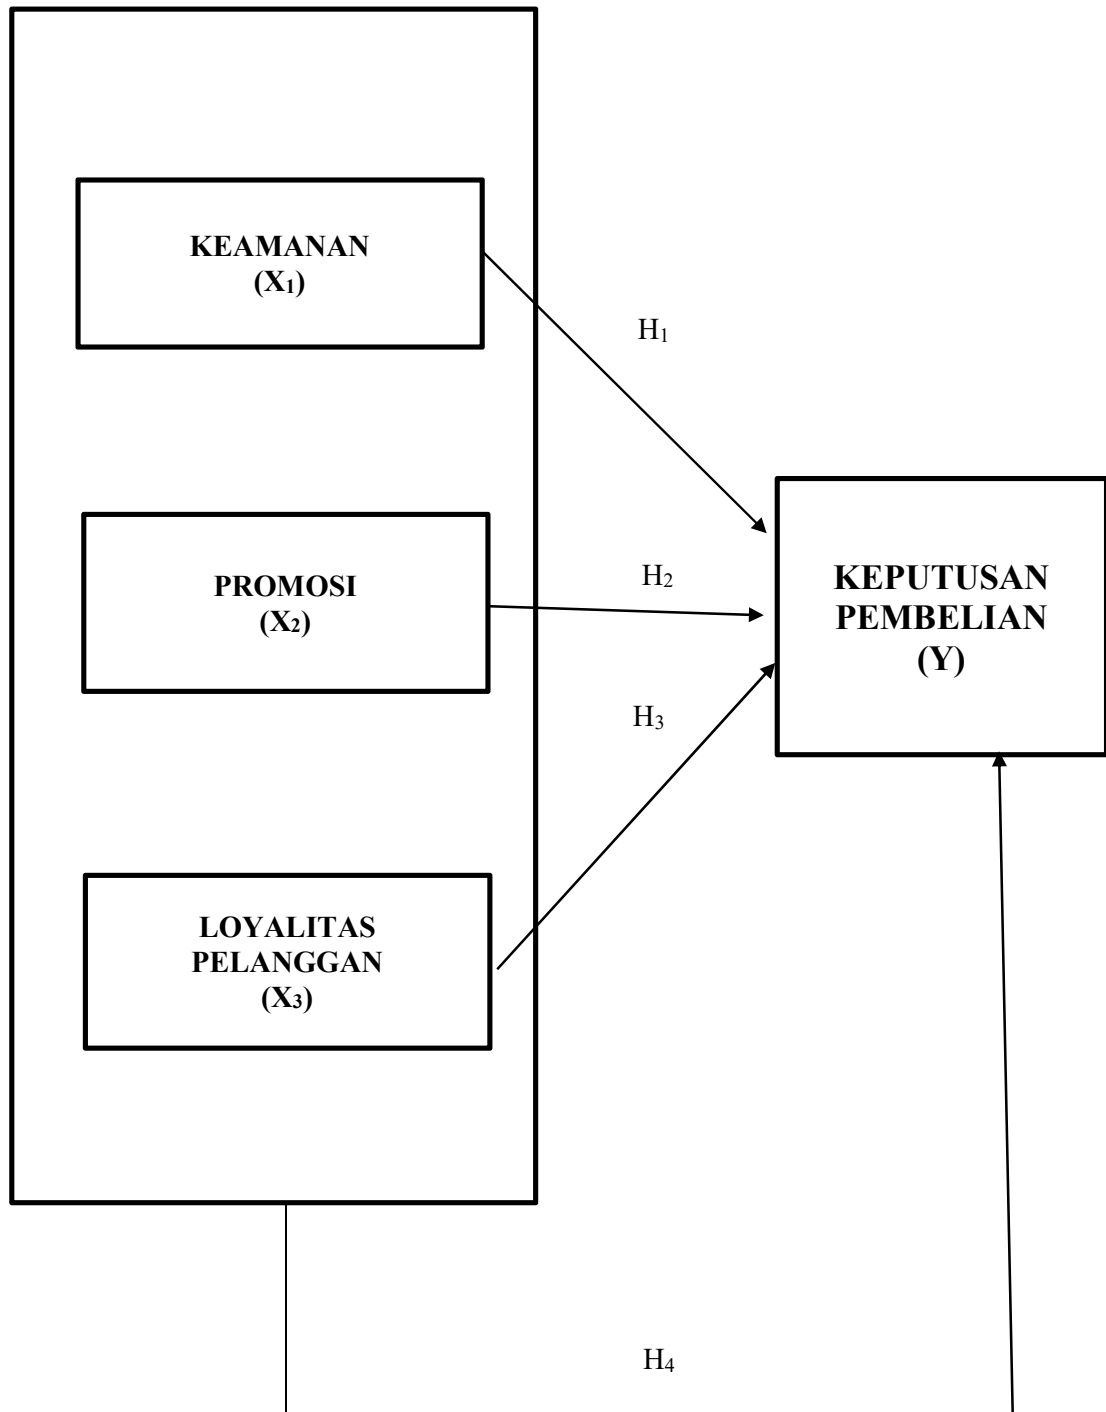 KEAMANAN
(X₁)
H₁
PROMOSI
(X₂)
H₂
KEPUTUSAN
PEMBELIAN
(Y)
H₃
LOYALITAS
PELANGGAN
(X₃)
H₄